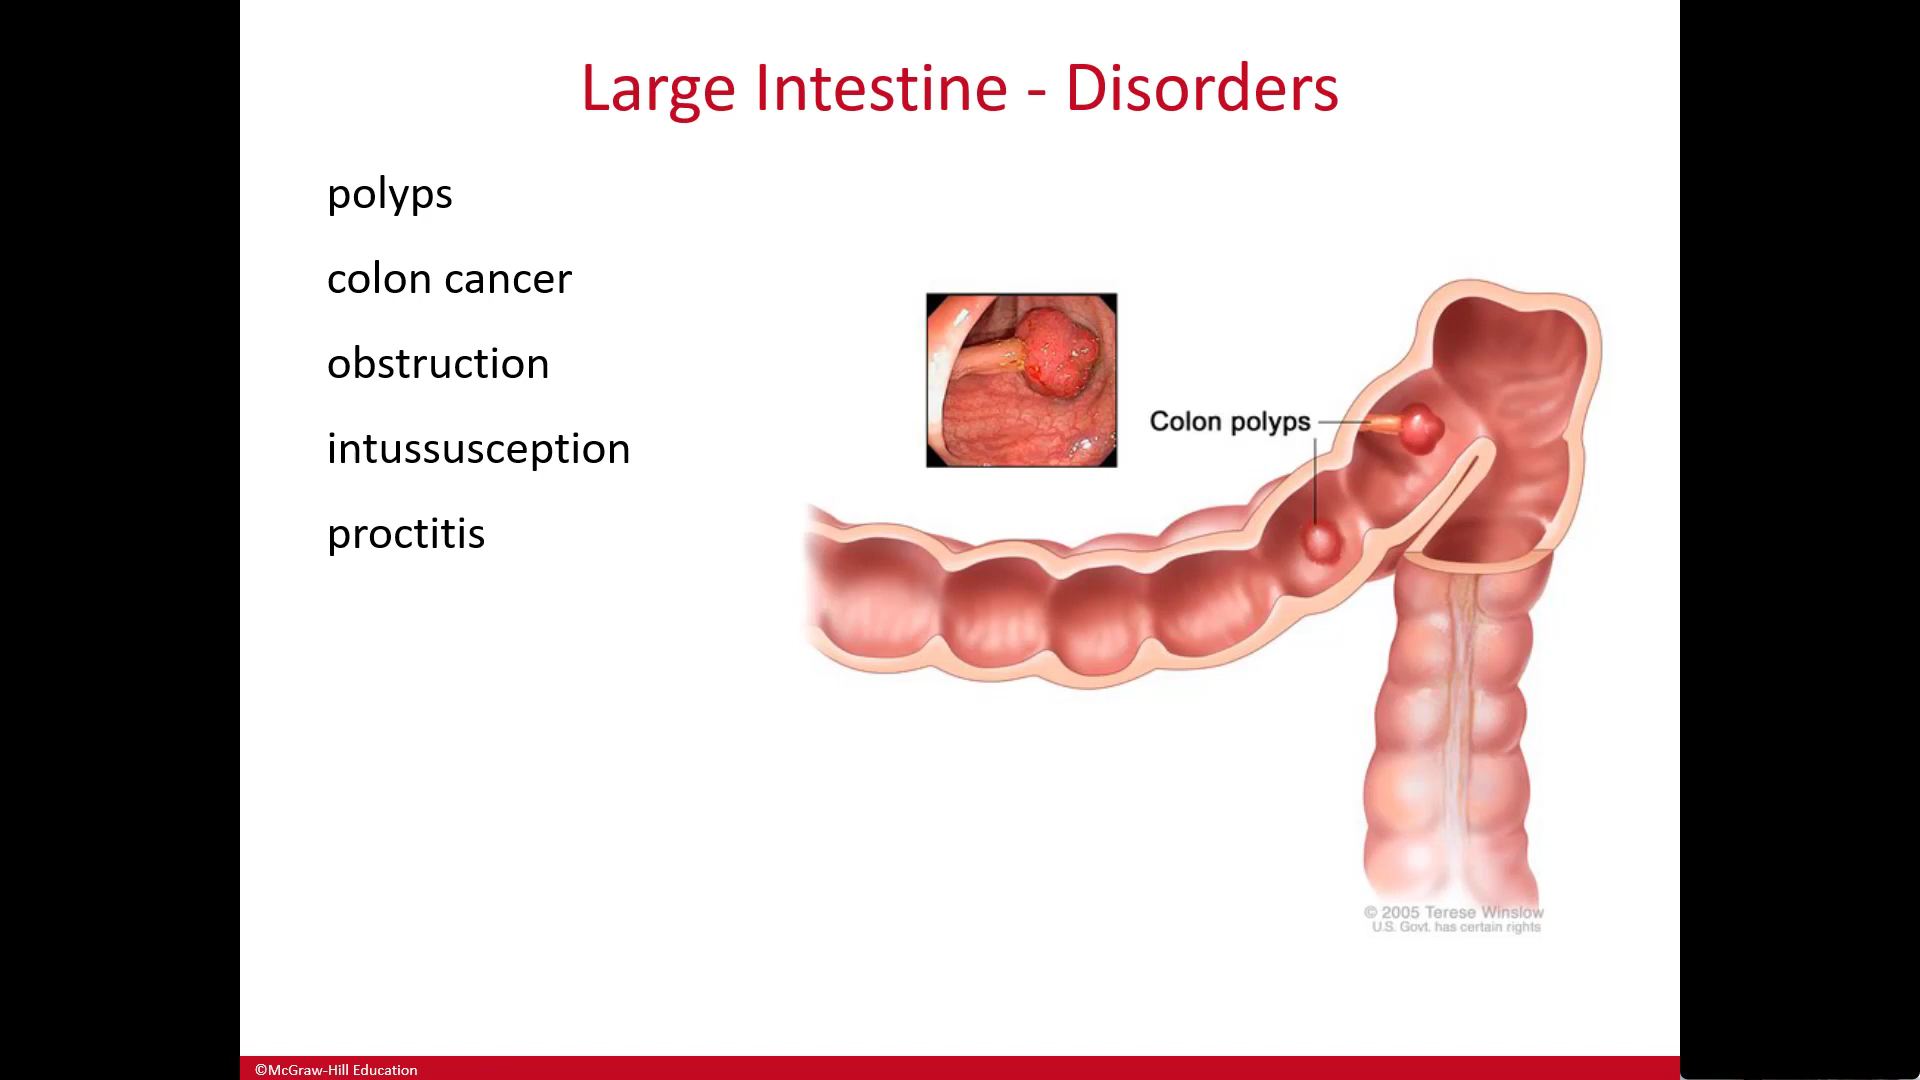 Large Intestine - Disorders
polyps
colon cancer
obstruction
intussusception
proctitis
Colon polyps
© 2005 Terese Winslow
U.S. Govt. has certain rights
©McGraw-Hill Education